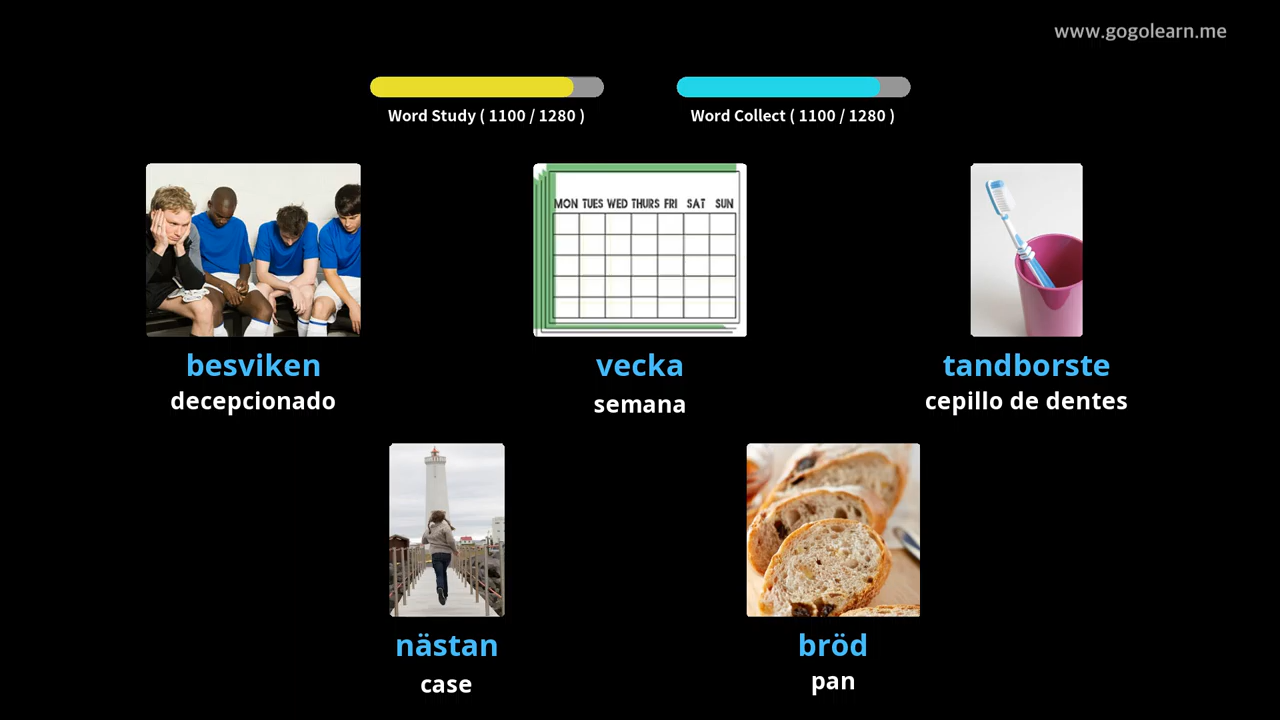 www.gogolearn.me
Word Study ( 1100 / 1280 )
Word Collect ( 1100 / 1280 )
MON TUES WED THURS FRI SAT SUN
besviken
decepcionado
vecka
semana
tandborste
cepillo de dentes
nästan
case
bröd
pan